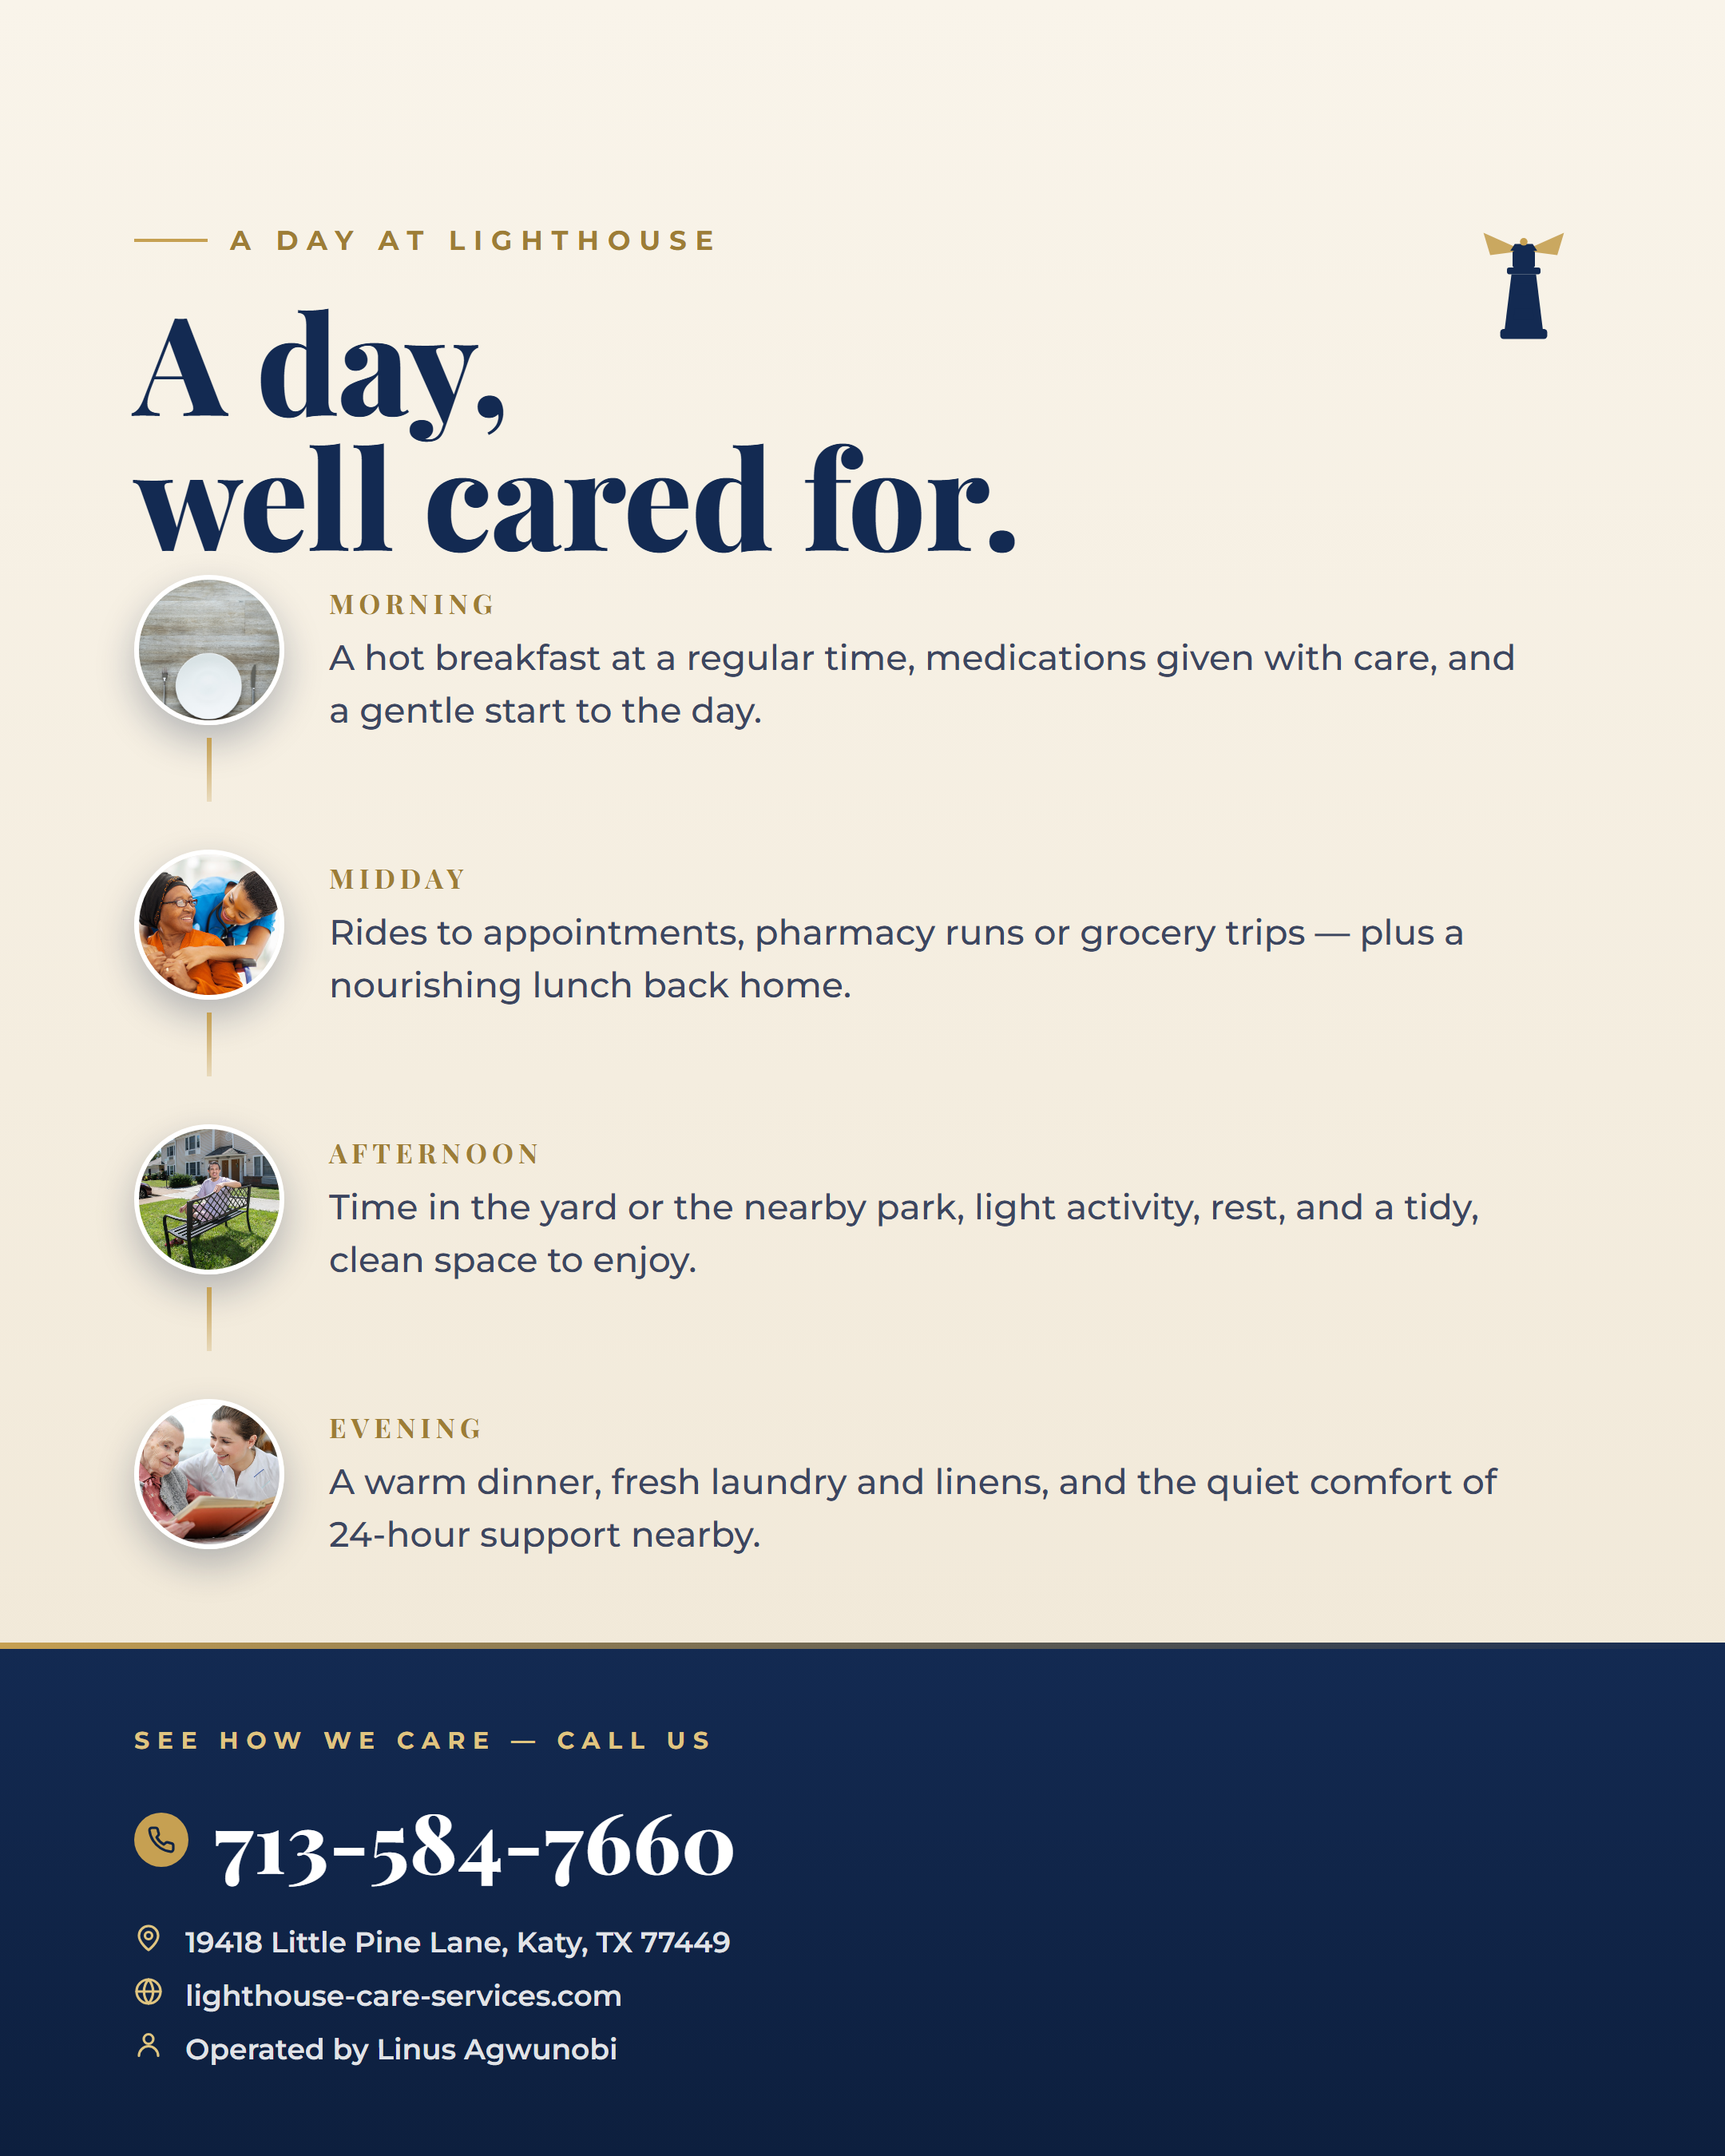 A DAY AT LIGHTHOUSE
A day,
well cared for.
MORNING
A hot breakfast at a regular time, medications given with care, and
a gentle start to the day.
MIDDAY
Rides to appointments, pharmacy runs or grocery trips — plus a
nourishing lunch back home.
AFTERNOON
Time in the yard or the nearby park, light activity, rest, and a tidy,
clean space to enjoy.
EVENING
A warm dinner, fresh laundry and linens, and the quiet comfort of
24-hour support nearby.
SEE HOW WE CARE — CALL US
713-584-7660
19418 Little Pine Lane, Katy, TX 77449
lighthouse-care-services.com
Operated by Linus Agwunobi